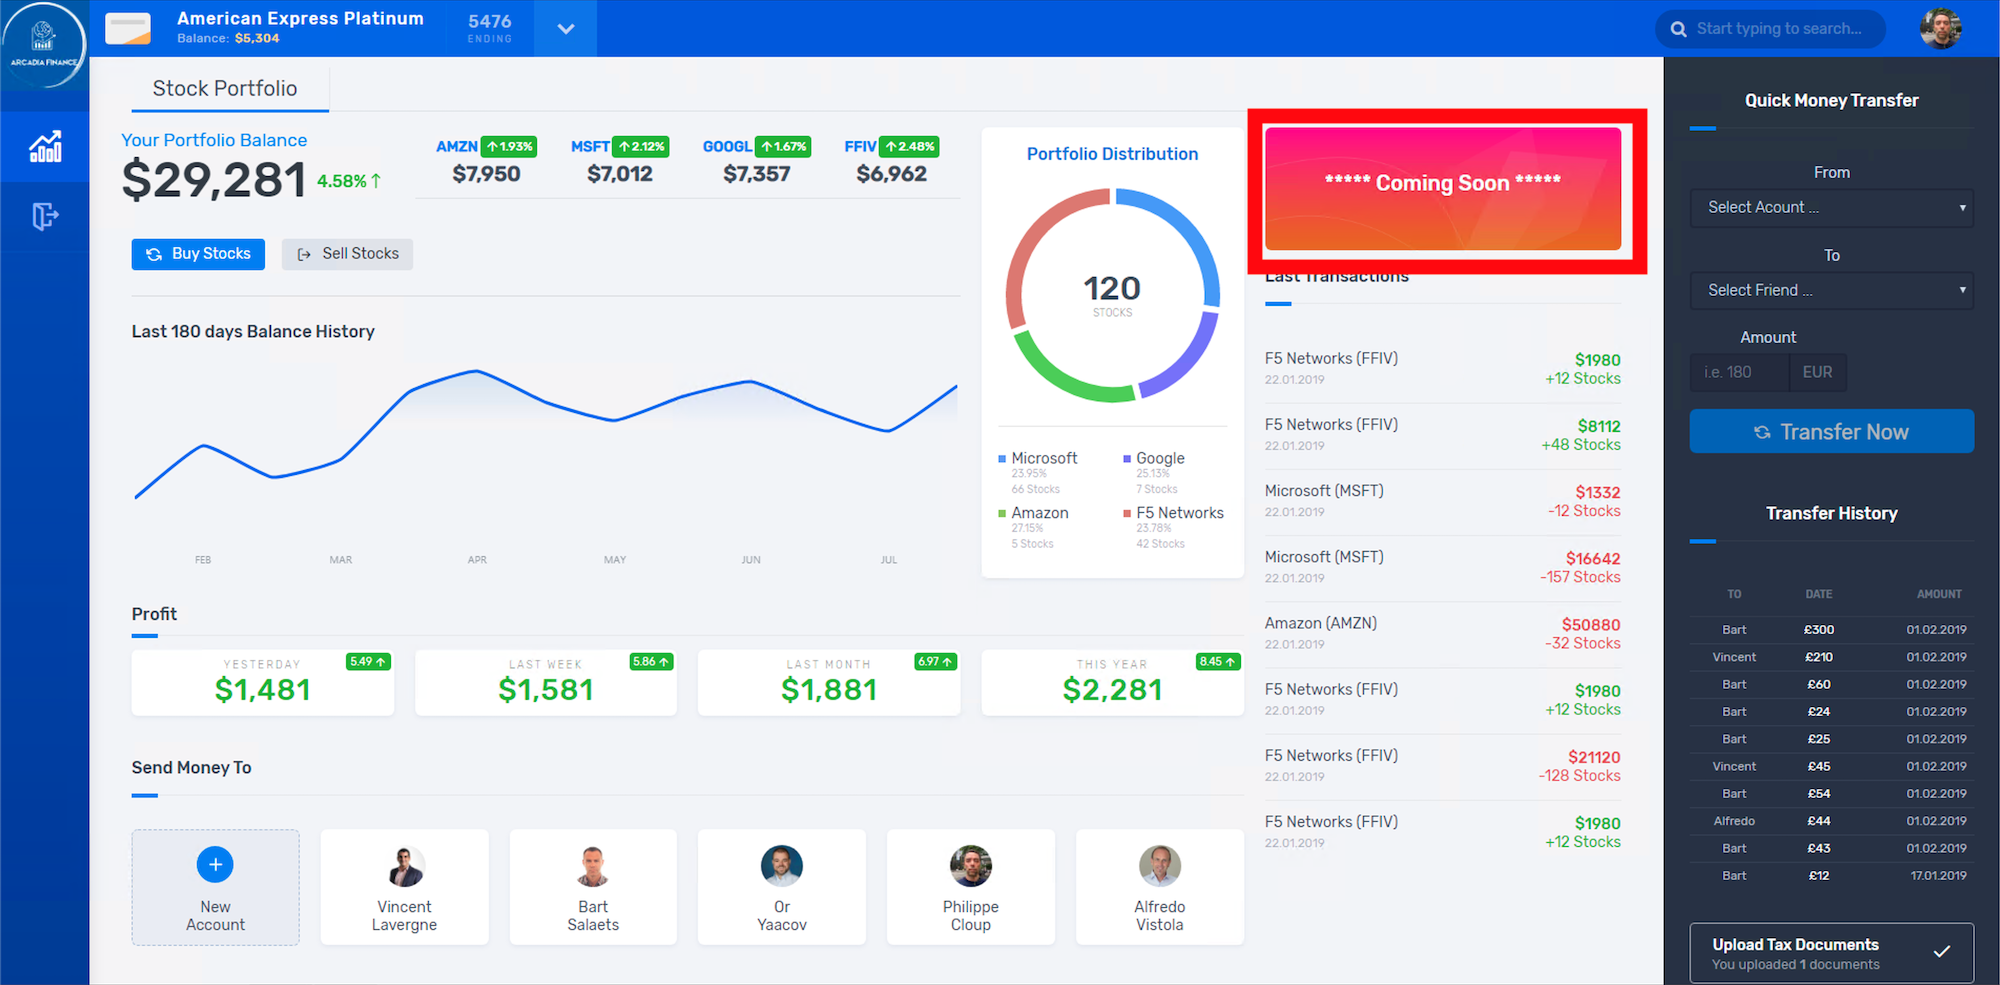 ARCADIA FINANCE
American Express Platinum
Balance: $5,304
5476
ENDING
Start typing to search...
Stock Portfolio
Your Portfolio Balance
$29,281 4.58%↑
AMZN ↑1.93%
$7,950
MSFT ↑2.12%
$7,012
GOOGL ↑1.67%
$7,357
FFIV ↑2.48%
$6,962
Buy Stocks
Sell Stocks
Last 180 days Balance History
FEB MAR APR MAY JUN JUL
Portfolio Distribution
120
STOCKS
Microsoft
23.95%
66 Stocks
Google
25.13%
7 Stocks
Amazon
27.15%
5 Stocks
F5 Networks
23.78%
42 Stocks
Profit
YESTERDAY 5.49 ↑
$1,481
LAST WEEK 5.86 ↑
$1,581
LAST MONTH 6.97 ↑
$1,881
THIS YEAR 8.45 ↑
$2,281
Send Money To
+
New
Account
Vincent
Lavergne
Bart
Salaets
Or
Yaacov
Philippe
Cloup
Alfredo
Vistola
***** Coming Soon *****
Last Transactions
F5 Networks (FFIV) $1980
22.01.2019 +12 Stocks
F5 Networks (FFIV) $8112
22.01.2019 +48 Stocks
Microsoft (MSFT) $1332
22.01.2019 -12 Stocks
Microsoft (MSFT) $16642
22.01.2019 -157 Stocks
Amazon (AMZN) $50880
22.01.2019 -32 Stocks
F5 Networks (FFIV) $1980
22.01.2019 +12 Stocks
F5 Networks (FFIV) $21120
22.01.2019 -128 Stocks
F5 Networks (FFIV) $1980
22.01.2019 +12 Stocks
Quick Money Transfer
From
Select Acount ...
To
Select Friend ...
Amount
i.e. 180 EUR
Transfer Now
Transfer History
TO DATE AMOUNT
Bart £300 01.02.2019
Vincent £210 01.02.2019
Bart £60 01.02.2019
Bart £24 01.02.2019
Bart £25 01.02.2019
Vincent £45 01.02.2019
Bart £54 01.02.2019
Alfredo £44 01.02.2019
Bart £43 01.02.2019
Bart £12 17.01.2019
Upload Tax Documents
You uploaded 1 documents